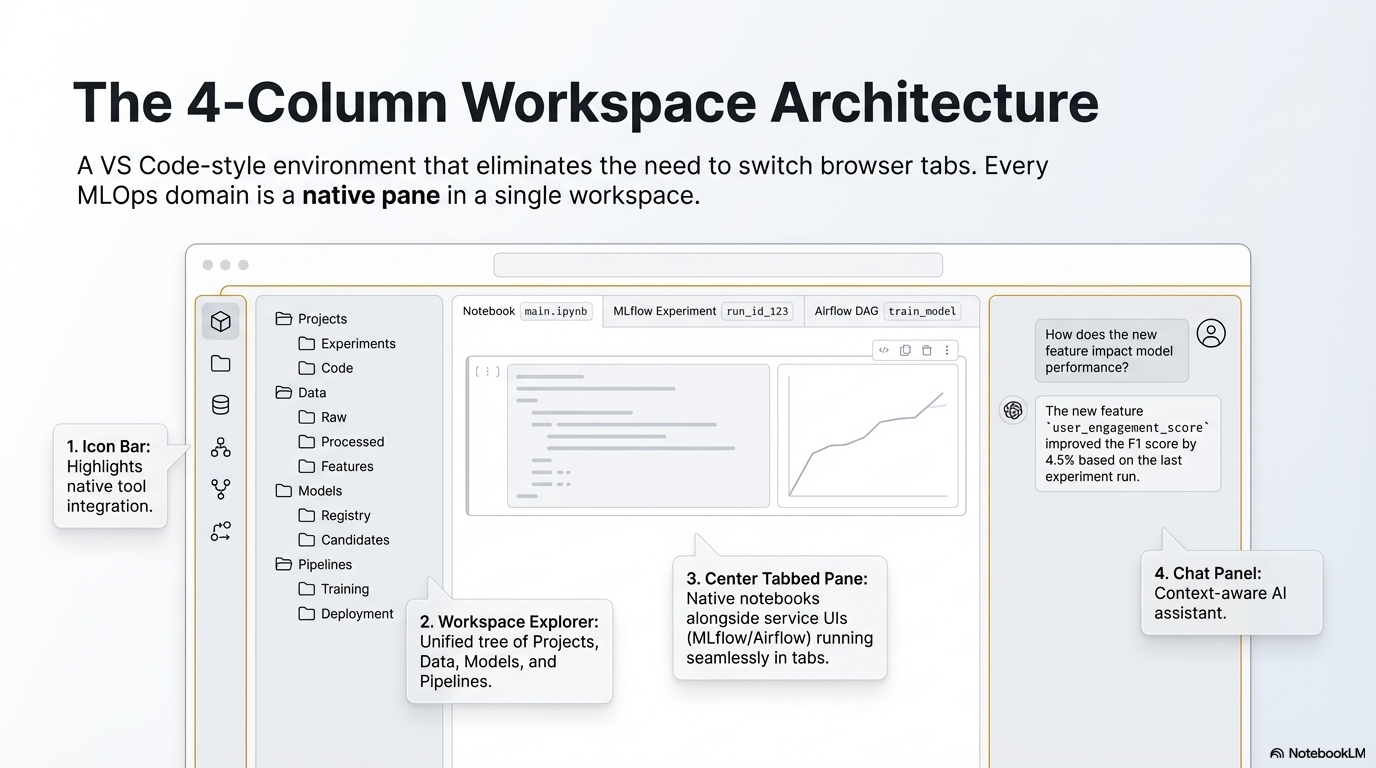 The 4-Column Workspace Architecture
A VS Code-style environment that eliminates the need to switch browser tabs. Every
MLOps domain is a native pane in a single workspace.
1. Icon Bar:
Highlights
native tool
integration.
Projects
Experiments
Code
Data
Raw
Processed
Features
Models
Registry
Candidates
Pipelines
Training
Deployment
2. Workspace Explorer:
Unified tree of Projects,
Data, Models, and
Pipelines.
Notebook main.ipynb
MLflow Experiment run_id_123
Airflow DAG train_model
[:]
</>
3. Center Tabbed Pane:
Native notebooks
alongside service UIs
(MLflow/Airflow) running
seamlessly in tabs.
How does the new
feature impact model
performance?
The new feature
`user_engagement_score`
improved the F1 score by
4.5% based on the last
experiment run.
4. Chat Panel:
Context-aware AI
assistant.
NotebookLM